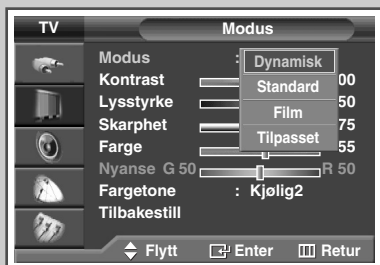 TV Modus
Modus : Dynamisk
Kontrast 00
Standard
Lysstyrke 50
Film
Skarphet 75
Tilpasset
Farge 55
Nyanse G 50 R 50
Fargetone : Kjølig2
Tilbakestill
Flytt Enter Retur